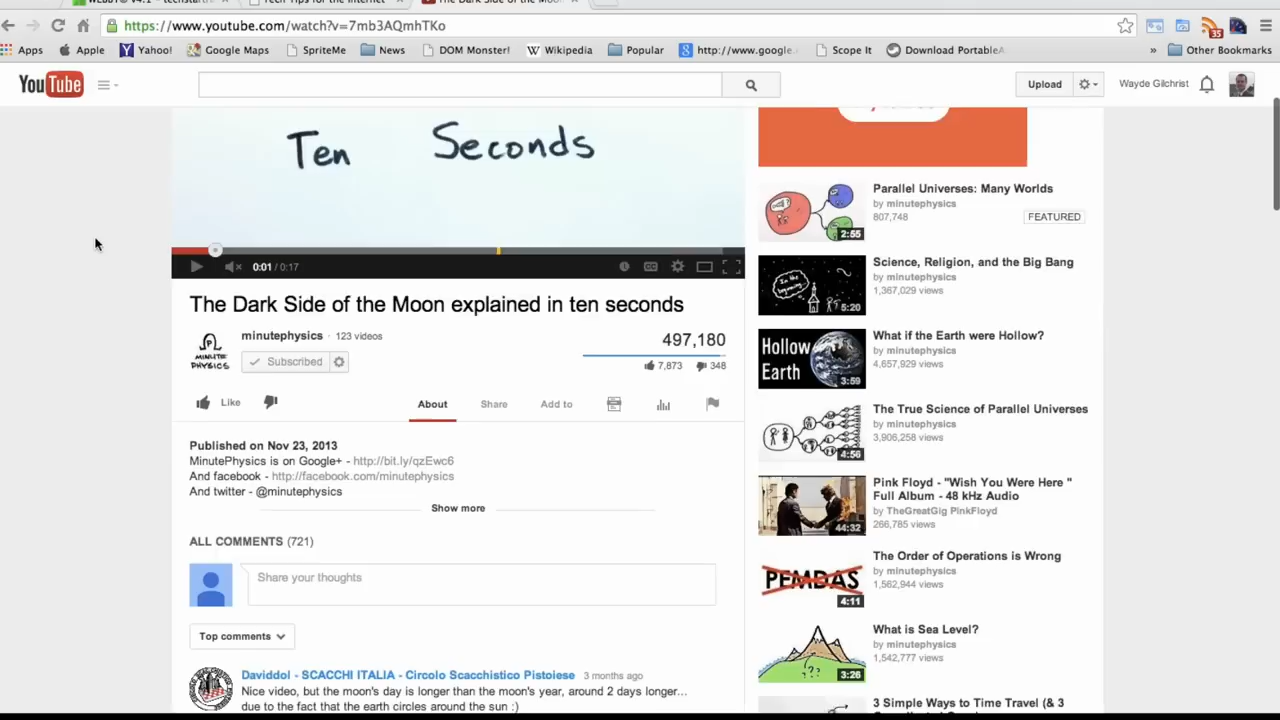 https://www.youtube.com/watch?v=7mb3AQmhTKo
Apps Apple Yahoo! Google Maps SpriteMe News DOM Monster! Wikipedia Popular http://www.google. Scope It Download PortableA » Other Bookmarks
35
YouTube
Upload
Wayde Gilchrist
Ten Seconds
0:01 / 0:17
The Dark Side of the Moon explained in ten seconds
minutephysics · 123 videos
MINUTE
PHYSICS
Subscribed
497,180
7,873 348
Like
About Share Add to
Published on Nov 23, 2013
MinutePhysics is on Google+ - http://bit.ly/qzEwc6
And facebook - http://facebook.com/minutephysics
And twitter - @minutephysics
Show more
ALL COMMENTS (721)
Share your thoughts
Top comments
Daviddol - SCACCHI ITALIA - Circolo Scacchistico Pistoiese 3 months ago
Nice video, but the moon's day is longer than the moon's year, around 2 days longer...
due to the fact that the earth circles around the sun :)
Parallel Universes: Many Worlds
by minutephysics
807,748
FEATURED
2:55
Science, Religion, and the Big Bang
by minutephysics
1,367,029 views
5:20
What if the Earth were Hollow?
by minutephysics
4,657,929 views
Hollow
Earth
3:59
The True Science of Parallel Universes
by minutephysics
3,906,258 views
4:56
Pink Floyd - "Wish You Were Here "
Full Album - 48 kHz Audio
by TheGreatGig PinkFloyd
266,785 views
44:32
The Order of Operations is Wrong
by minutephysics
1,562,944 views
PEMDAS
4:11
What is Sea Level?
by minutephysics
1,542,777 views
???
3:26
3 Simple Ways to Time Travel (& 3